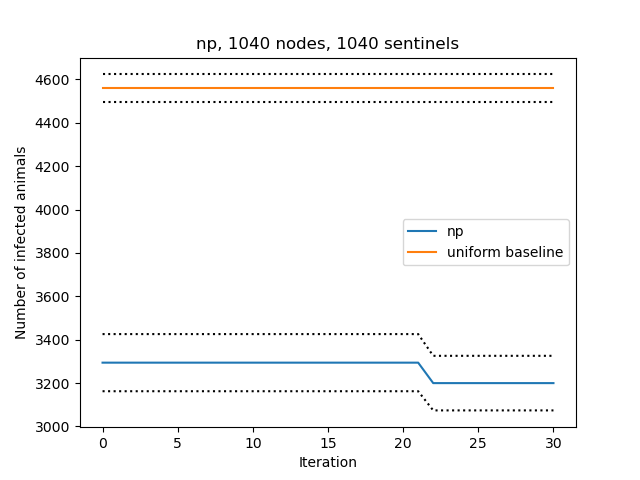 np, 1040 nodes, 1040 sentinels
4600
4400
4200
4000
3800
3600
3400
3200
3000
Number of infected animals
np
uniform baseline
0 5 10 15 20 25 30
Iteration